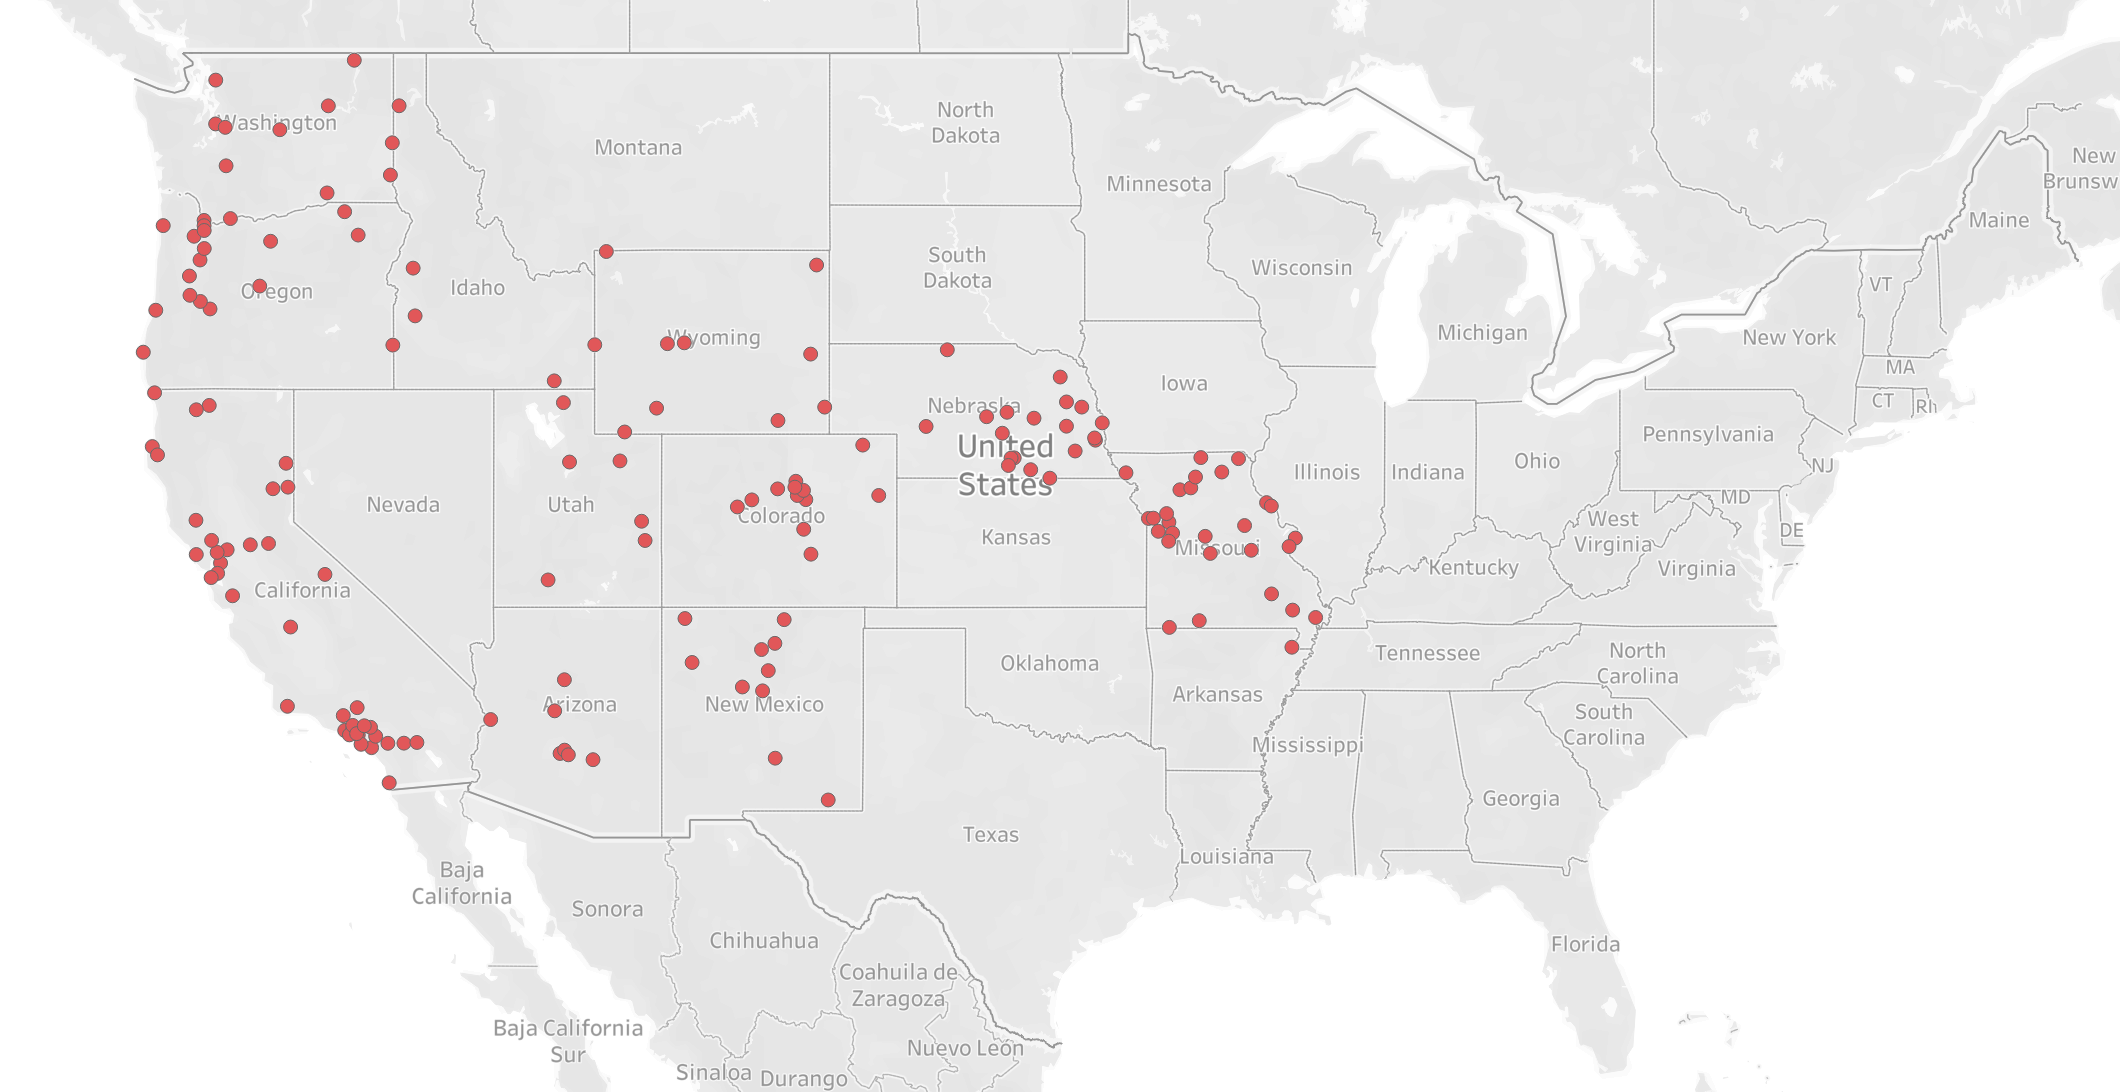 Washington
Montana
North
Dakota
Minnesota
New
Brunsw
Maine
Oregon
Idaho
South
Dakota
Wisconsin
Michigan
VT
New York
Wyoming
MA
Iowa
CT
Rh
Nebraska
United
States
Pennsylvania
NJ
Nevada
Utah
Colorado
Illinois
Indiana
Ohio
MD
DE
West
Virginia
Kansas
Missouri
Kentucky
Virginia
California
Arizona
New Mexico
Oklahoma
Arkansas
Tennessee
North
Carolina
South
Carolina
Mississippi
Georgia
Texas
Louisiana
Baja
California
Sonora
Chihuahua
Coahuila de
Zaragoza
Florida
Baja California
Sur
Nuevo León
Sinaloa
Durango